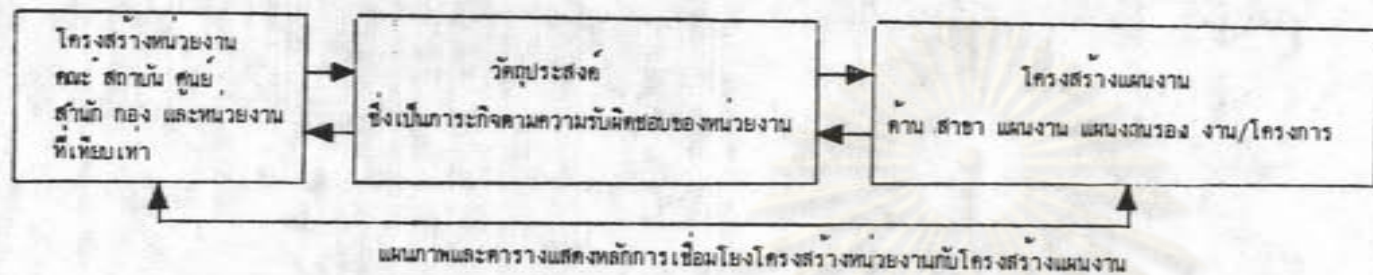 โครงสร้างหน่วยงาน
คณะ สถาบัน ศูนย์
สำนัก กอง และหน่วยงาน
ที่เทียบเท่า
วัตถุประสงค์
ซึ่งเป็นภาระกิจตามความรับผิดชอบของหน่วยงาน
โครงสร้างแผนงาน
ด้าน สาขา แผนงาน แผนงานรอง งาน/โครงการ
แผนภาพและตารางแสดงหลักการเชื่อมโยงโครงสร้างหน่วยงานกับโครงสร้างแผนงาน